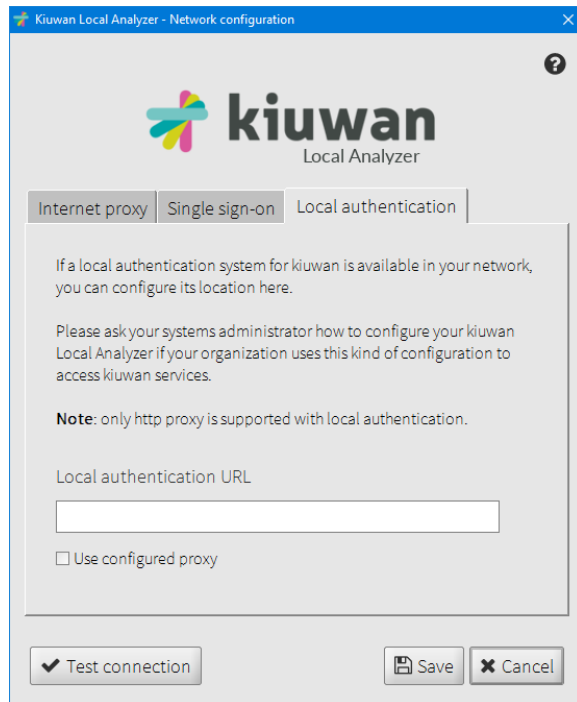 Kiuwan Local Analyzer - Network configuration
kiuwan
Local Analyzer
Internet proxy Single sign-on Local authentication
If a local authentication system for kiuwan is available in your network,
you can configure its location here.
Please ask your systems administrator how to configure your kiuwan
Local Analyzer if your organization uses this kind of configuration to
access kiuwan services.
Note: only http proxy is supported with local authentication.
Local authentication URL
Use configured proxy
Test connection Save Cancel